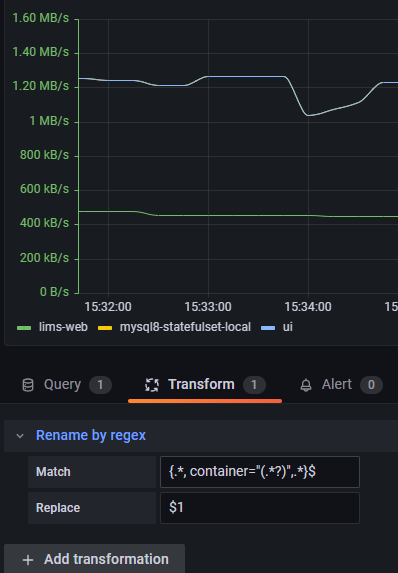 1.60 MB/s
1.40 MB/s
1.20 MB/s
1 MB/s
800 kB/s
600 kB/s
400 kB/s
200 kB/s
0 B/s
15:32:00 15:33:00 15:34:00 15
lims-web mysql8-statefulset-local ui
Query 1 Transform 1 Alert 0
Rename by regex
Match {.*, container="(.*?)",.*}$
Replace $1
+ Add transformation